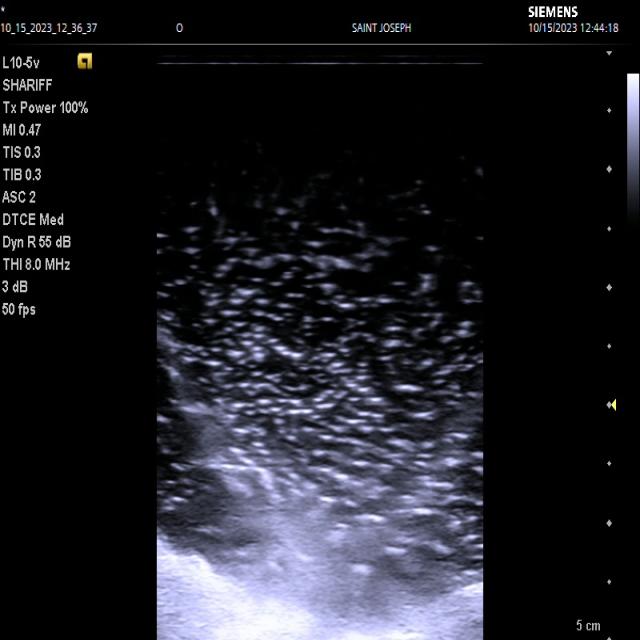 *
SIEMENS
10_15_2023_12_36_37 O SAINT JOSEPH 10/15/2023 12:44:18
L10-5v
SHARIFF
Tx Power 100%
MI 0.47
TIS 0.3
TIB 0.3
ASC 2
DTCE Med
Dyn R 55 dB
THI 8.0 MHz
3 dB
50 fps
5 cm